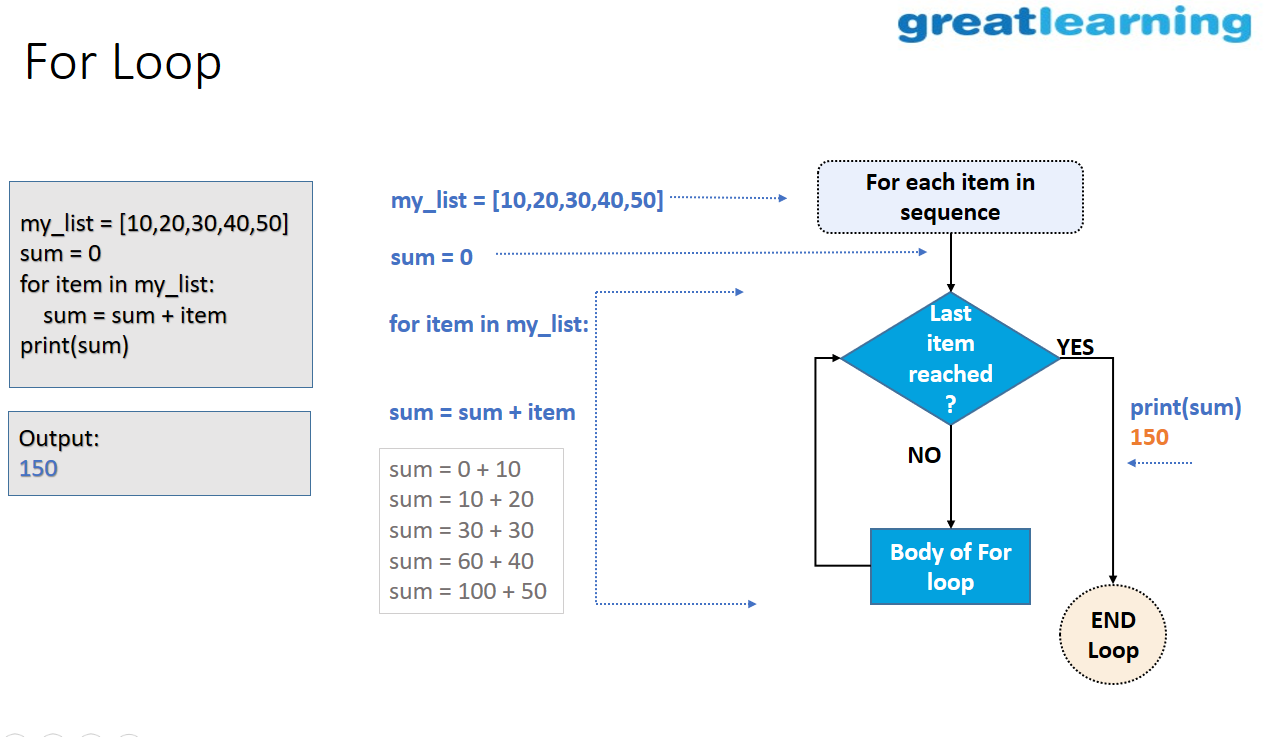 greatlearning
For Loop
my_list = [10,20,30,40,50]
sum = 0
for item in my_list:
    sum = sum + item
print(sum)
Output:
150
my_list = [10,20,30,40,50]
sum = 0
for item in my_list:
sum = sum + item
sum = 0 + 10
sum = 10 + 20
sum = 30 + 30
sum = 60 + 40
sum = 100 + 50
For each item in
sequence
Last
item
reached
?
YES
NO
Body of For
loop
print(sum)
150
END
Loop